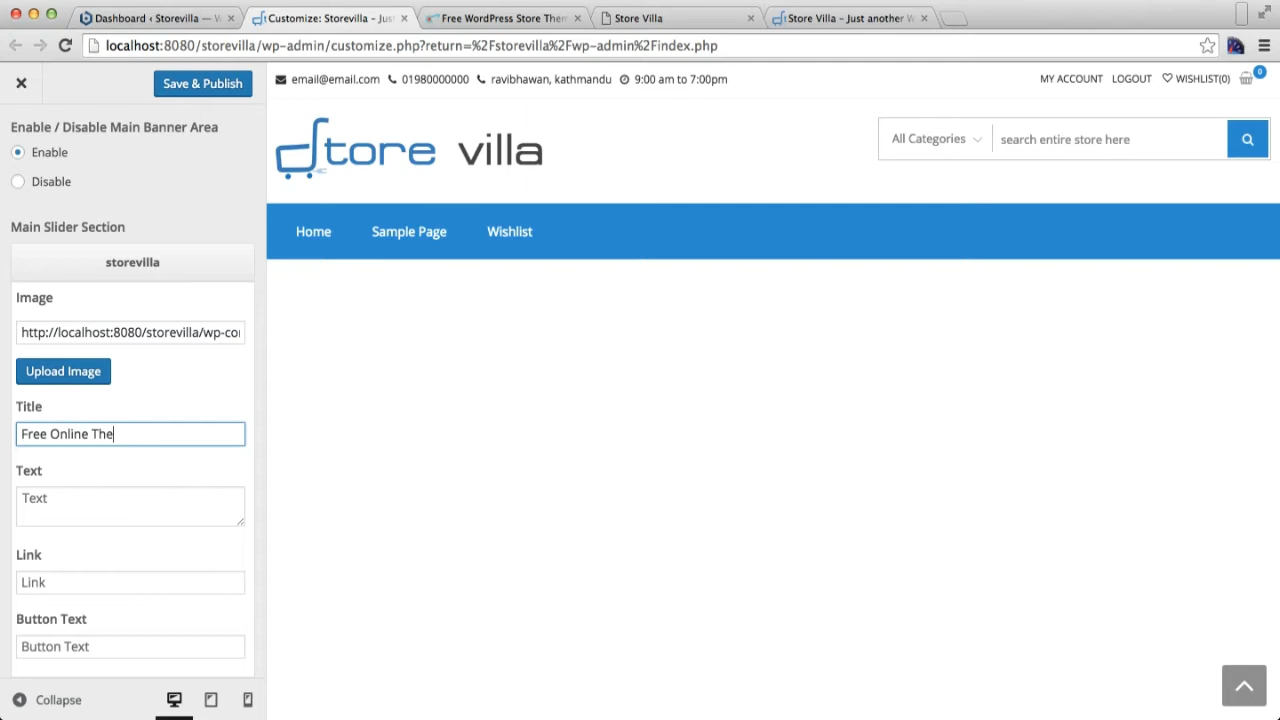 Dashboard ‹ Storevilla — W
Customize: Storevilla – Jus
Free WordPress Store Them
Store Villa
Store Villa – Just another W
localhost:8080/storevilla/wp-admin/customize.php?return=%2Fstorevilla%2Fwp-admin%2Findex.php
Save & Publish
Enable / Disable Main Banner Area
Enable
Disable
Main Slider Section
storevilla
Image
http://localhost:8080/storevilla/wp-co
Upload Image
Title
Free Online The
Text
Text
Link
Link
Button Text
Button Text
Collapse
email@email.com 01980000000 ravibhawan, kathmandu 9:00 am to 7:00pm
MY ACCOUNT LOGOUT WISHLIST(0) 0
store villa
All Categories search entire store here
Home Sample Page Wishlist